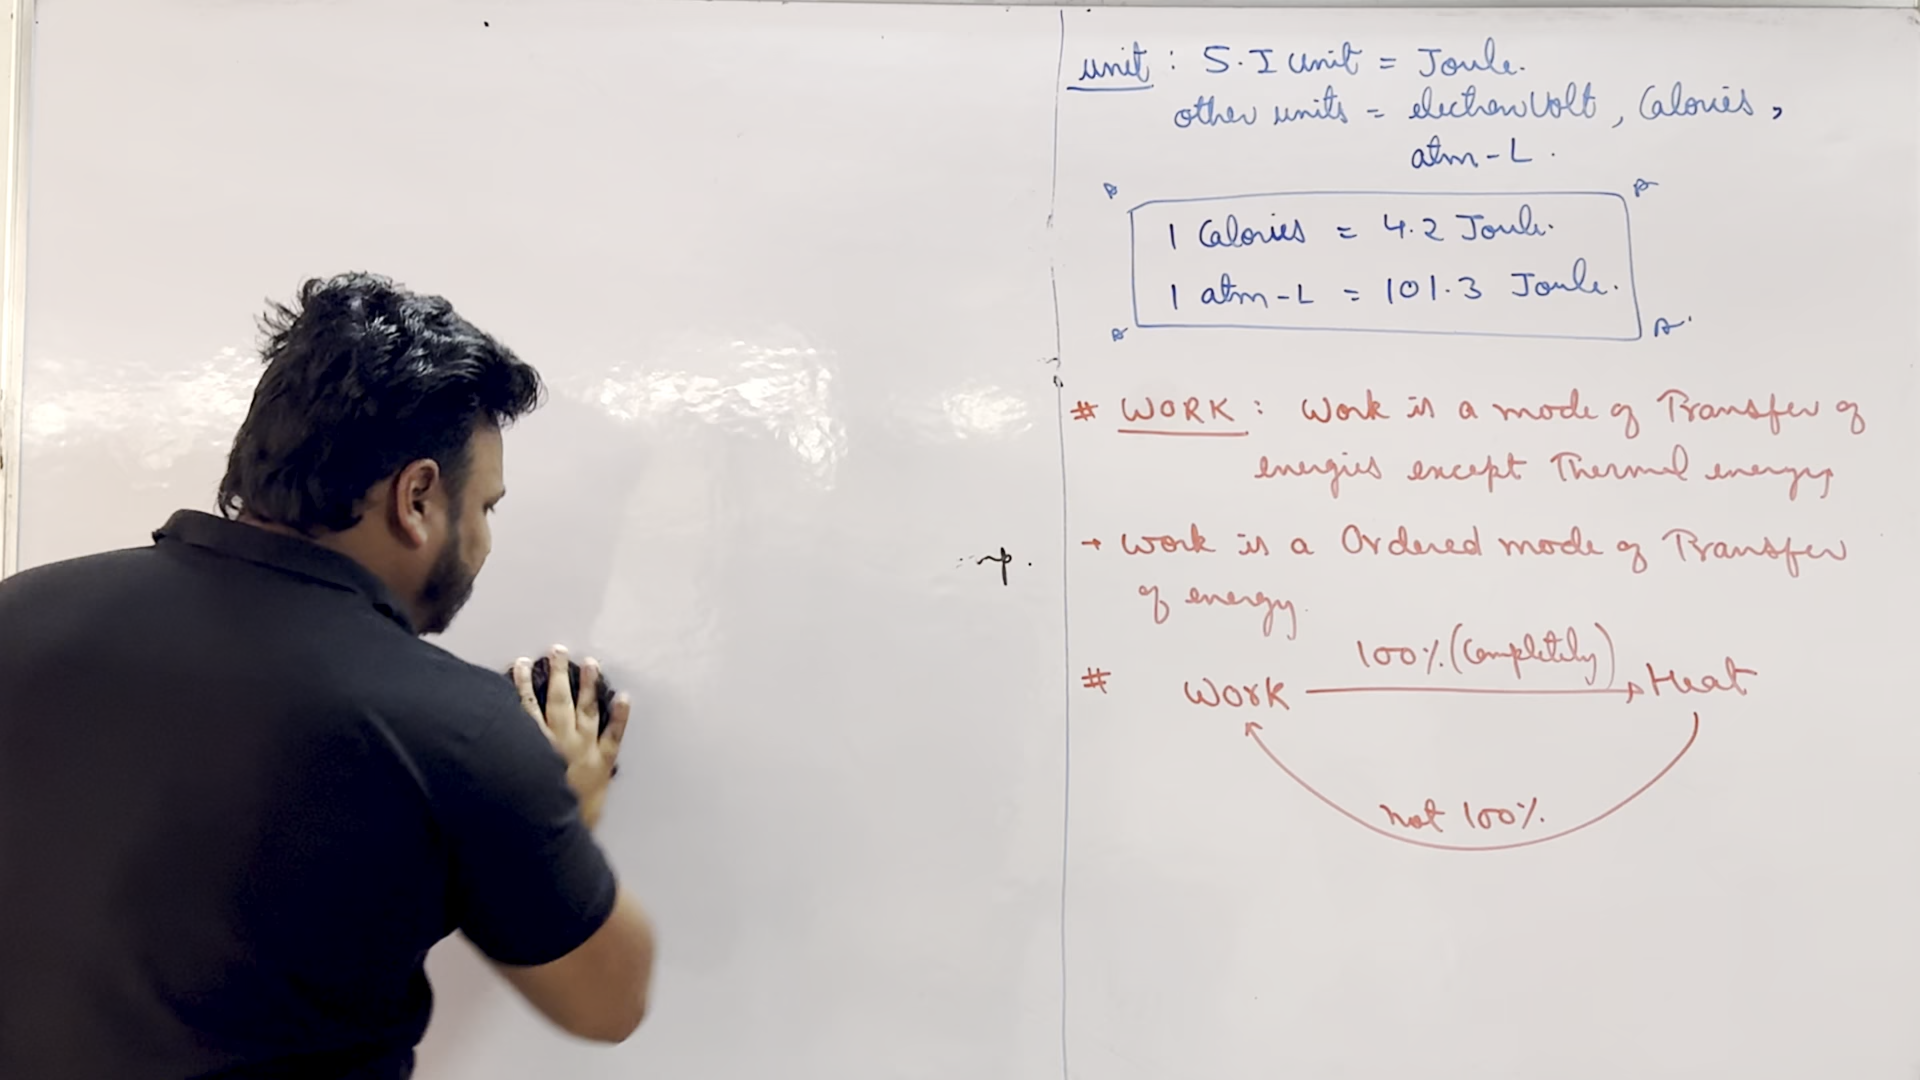 unit : S.I unit = Joule.
other units = electron Volt, Calories,
atm-L.
1 Calories = 4.2 Joule.
1 atm-L = 101.3 Joule.
# WORK : Work is a mode of Transfer of
energies except Thermal energy
→ Work is a Ordered mode of Transfer
of energy.
# Work 100% (Completely) → Heat
not 100%.